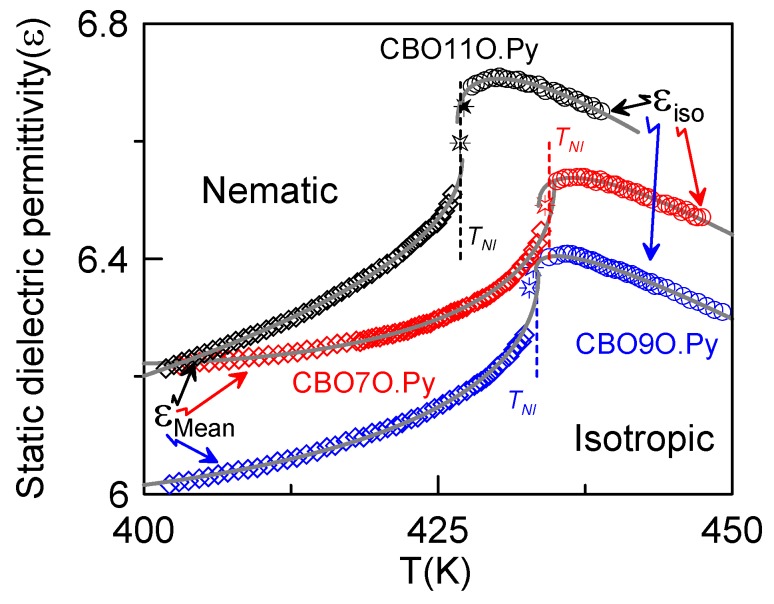 6.8
CBO11O.Py
ε_iso
T_NI
Nematic
T_NI
6.4
Static dielectric permittivity(ε)
CBO9O.Py
CBO7O.Py
T_NI
ε_Mean
Isotropic
6
400
425
450
T(K)